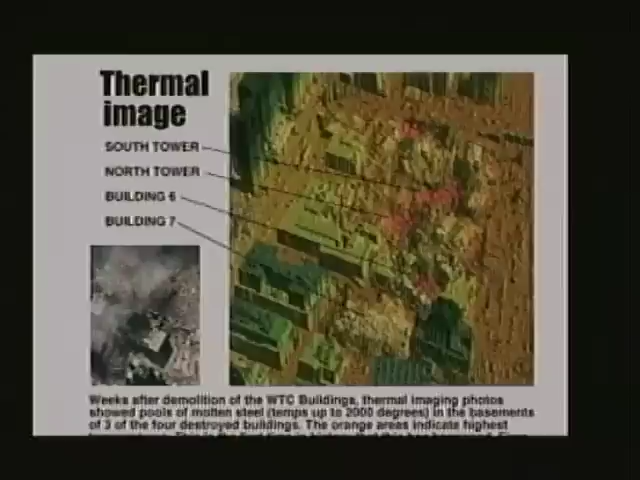 Thermal
image
SOUTH TOWER
NORTH TOWER
BUILDING 6
BUILDING 7
Weeks after demolition of the WTC Buildings, thermal imaging photos
showed pools of molten steel (temps up to 2000 degrees) in the basements
of 3 of the four destroyed buildings. The orange areas indicate highest